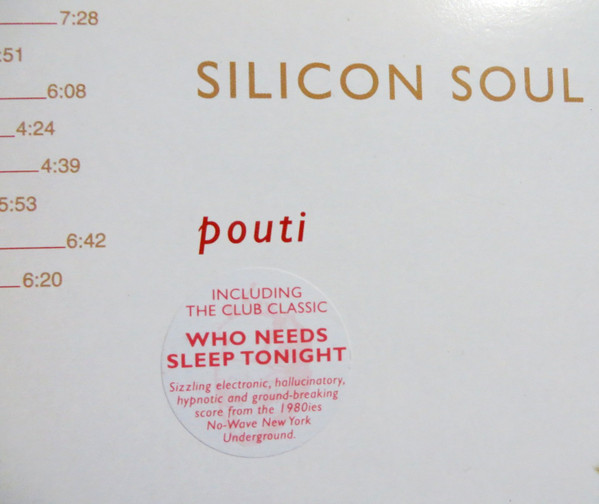 7:28
:51
6:08
4:24
4:39
5:53
6:42
6:20
SILICON SOUL
pouti
INCLUDING
THE CLUB CLASSIC
WHO NEEDS
SLEEP TONIGHT
Sizzling electronic, hallucinatory,
hypnotic and ground-breaking
score from the 1980ies
No-Wave New York
Underground.